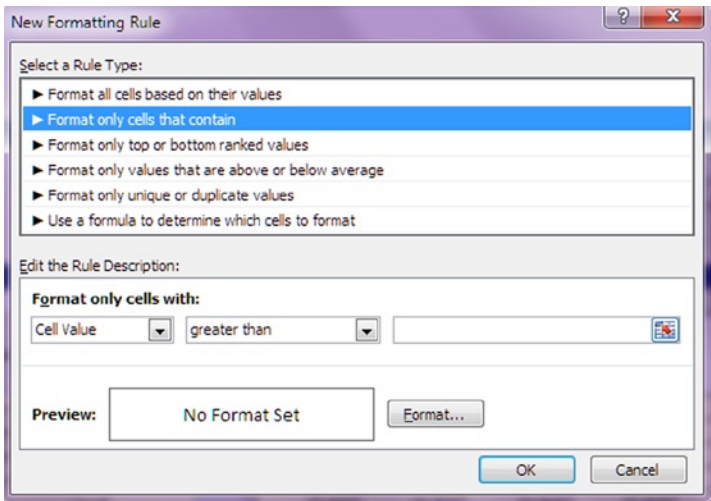 New Formatting Rule
Select a Rule Type:
► Format all cells based on their values
► Format only cells that contain
► Format only top or bottom ranked values
► Format only values that are above or below average
► Format only unique or duplicate values
► Use a formula to determine which cells to format
Edit the Rule Description:
Format only cells with:
Cell Value greater than
Preview: No Format Set Format...
OK Cancel